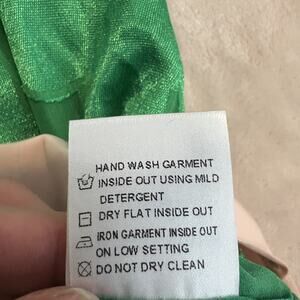 HAND WASH GARMENT
INSIDE OUT USING MILD
DETERGENT
DRY FLAT INSIDE OUT
IRON GARMENT INSIDE OUT
ON LOW SETTING
DO NOT DRY CLEAN